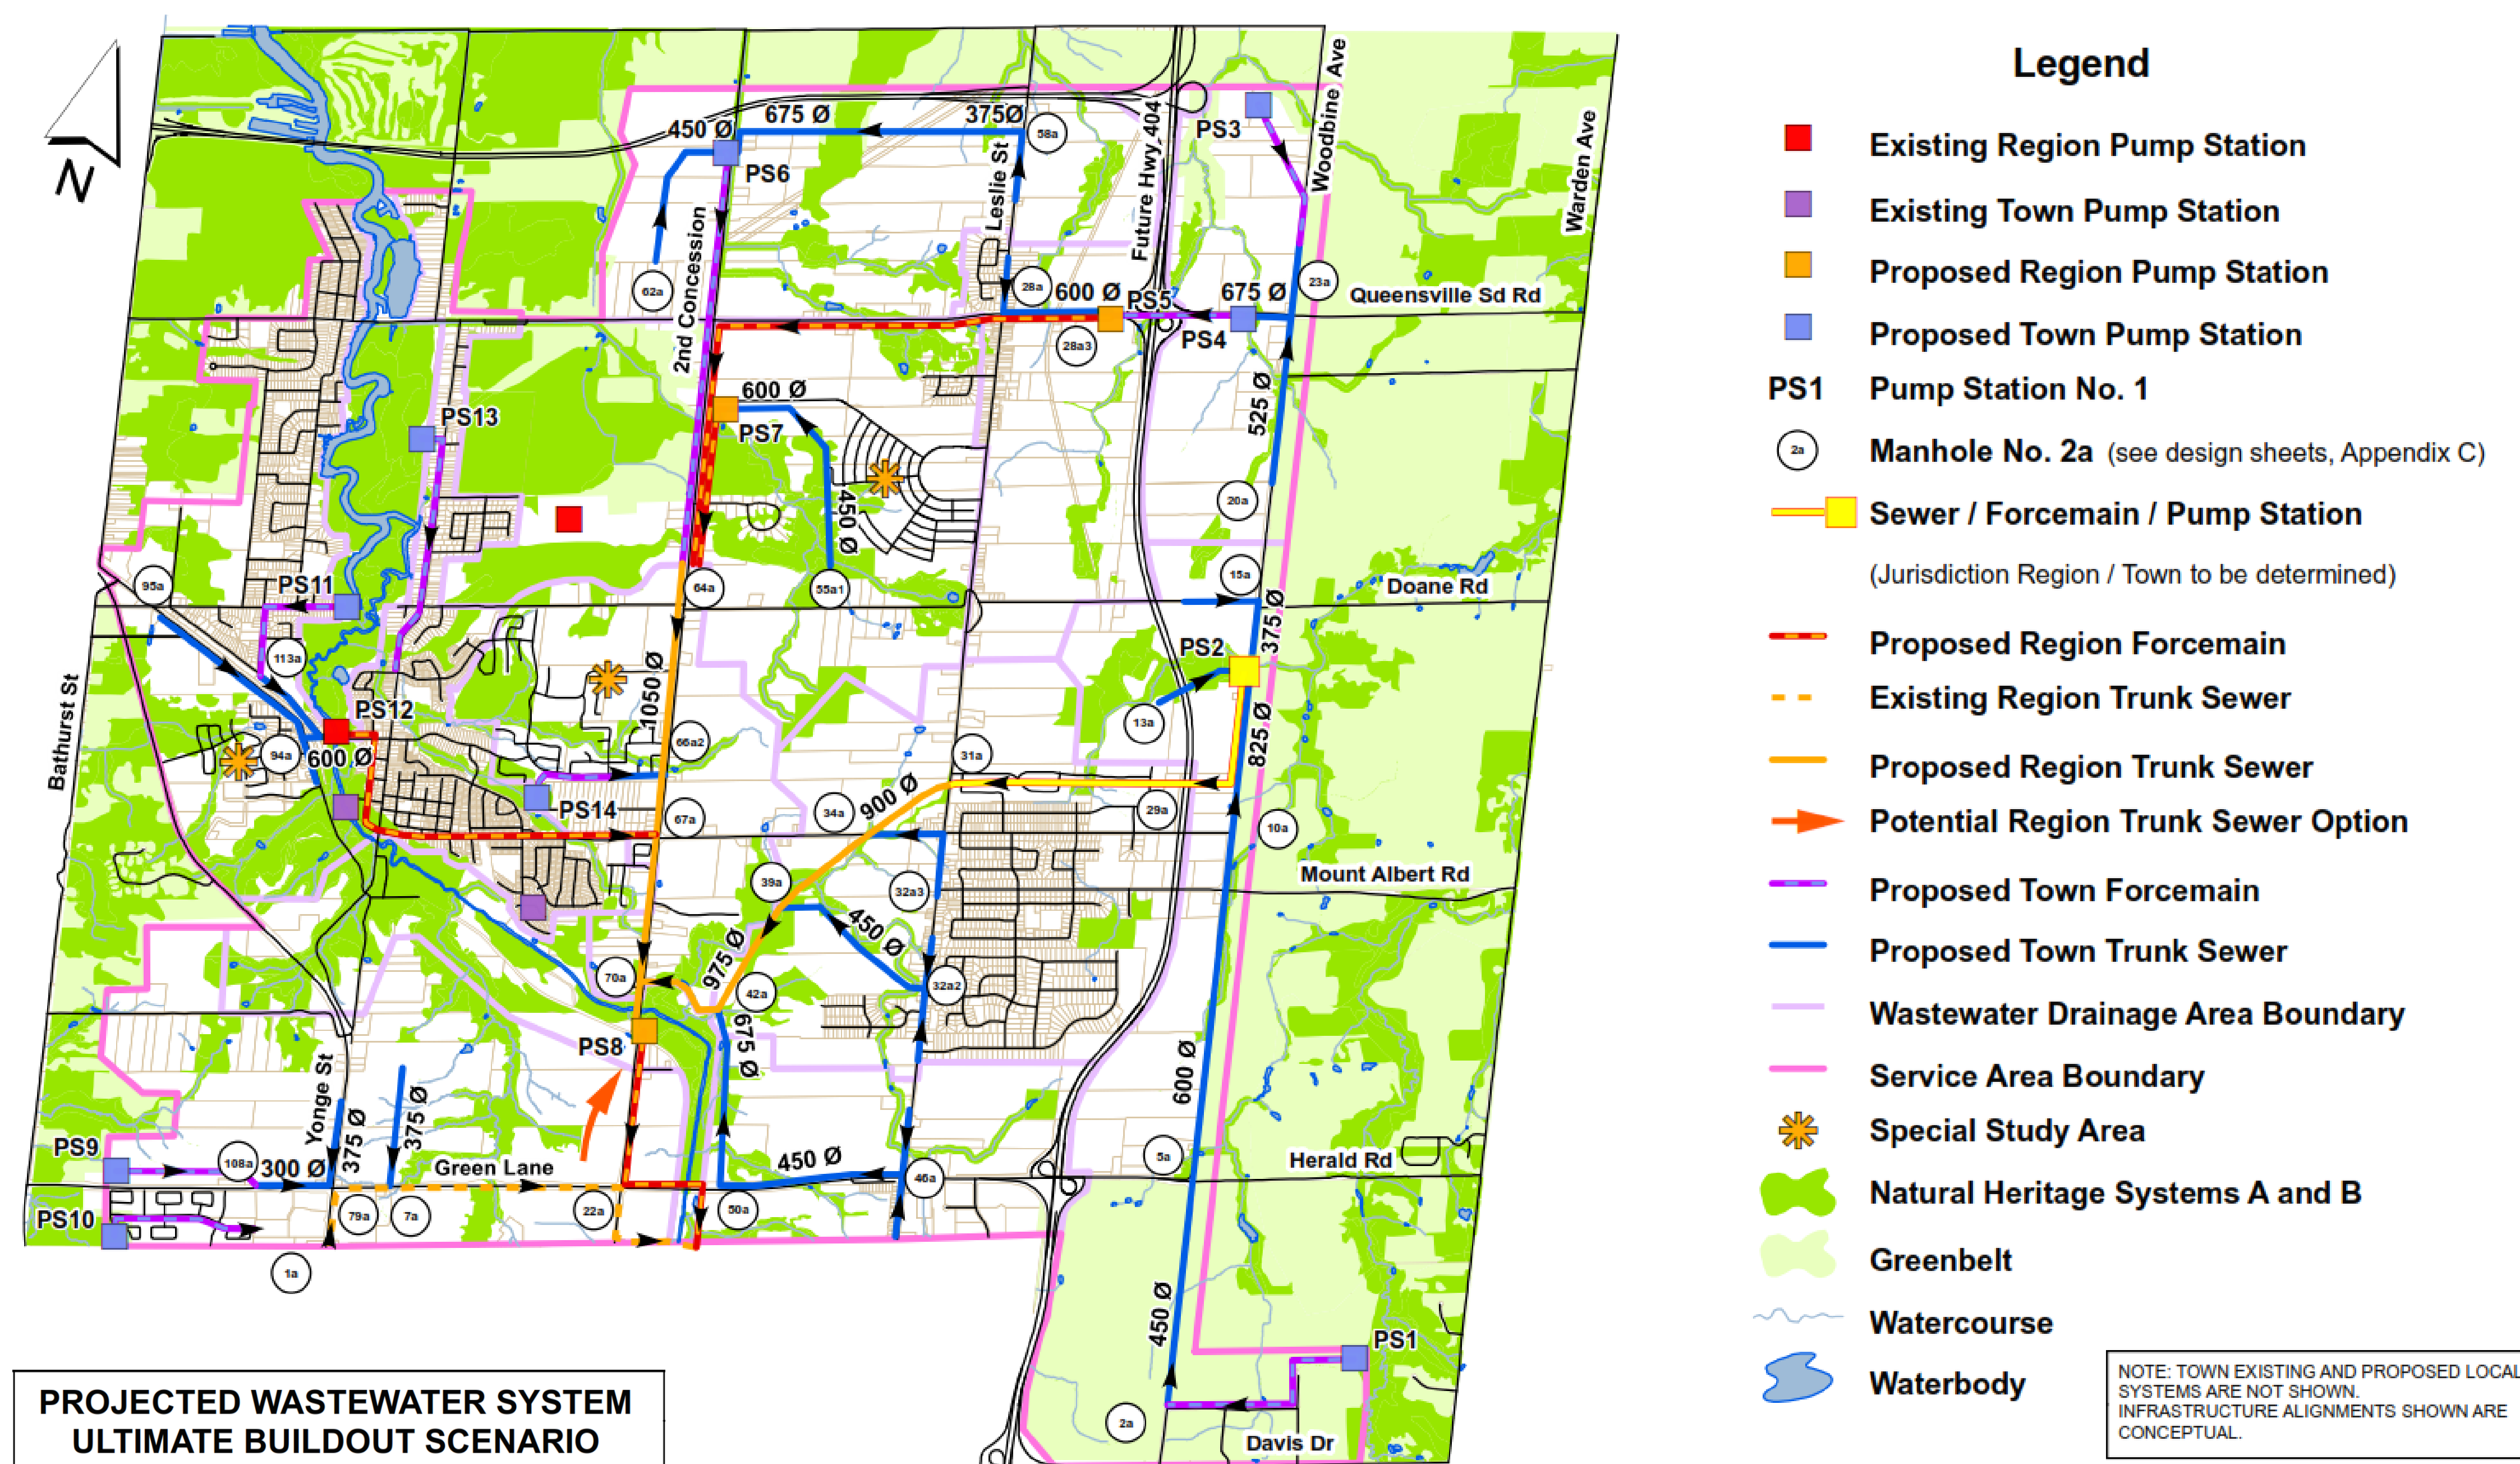 675 Ø
375Ø
450 Ø
58a
PS3
PS6
Leslie St
Future Hwy 404
Woodbine Ave
Warden Ave
N
2nd Concession
62a
28a
600 Ø
PS5
675 Ø
23a
Queensville Sd Rd
28a3
PS4
600 Ø
PS7
PS13
525 Ø
450 Ø
20a
95a
PS11
64a
55a1
15a
Doane Rd
375 Ø
113a
PS2
1050 Ø
Bathurst St
PS12
66a2
13a
94a
600 Ø
31a
825 Ø
PS14
67a
34a
900 Ø
29a
10a
39a
32a3
Mount Albert Rd
450 Ø
975 Ø
70a
42a
32a2
675 Ø
PS8
600 Ø
Yonge St
375 Ø
375 Ø
PS9
108a
300 Ø
Green Lane
450 Ø
46a
5a
Herald Rd
PS10
79a
7a
22a
50a
1a
450 Ø
PS1
2a
Davis Dr
PROJECTED WASTEWATER SYSTEM
ULTIMATE BUILDOUT SCENARIO
Legend
Existing Region Pump Station
Existing Town Pump Station
Proposed Region Pump Station
Proposed Town Pump Station
PS1 Pump Station No. 1
2a Manhole No. 2a (see design sheets, Appendix C)
Sewer / Forcemain / Pump Station
(Jurisdiction Region / Town to be determined)
Proposed Region Forcemain
Existing Region Trunk Sewer
Proposed Region Trunk Sewer
Potential Region Trunk Sewer Option
Proposed Town Forcemain
Proposed Town Trunk Sewer
Wastewater Drainage Area Boundary
Service Area Boundary
Special Study Area
Natural Heritage Systems A and B
Greenbelt
Watercourse
Waterbody
NOTE: TOWN EXISTING AND PROPOSED LOCAL
SYSTEMS ARE NOT SHOWN.
INFRASTRUCTURE ALIGNMENTS SHOWN ARE
CONCEPTUAL.